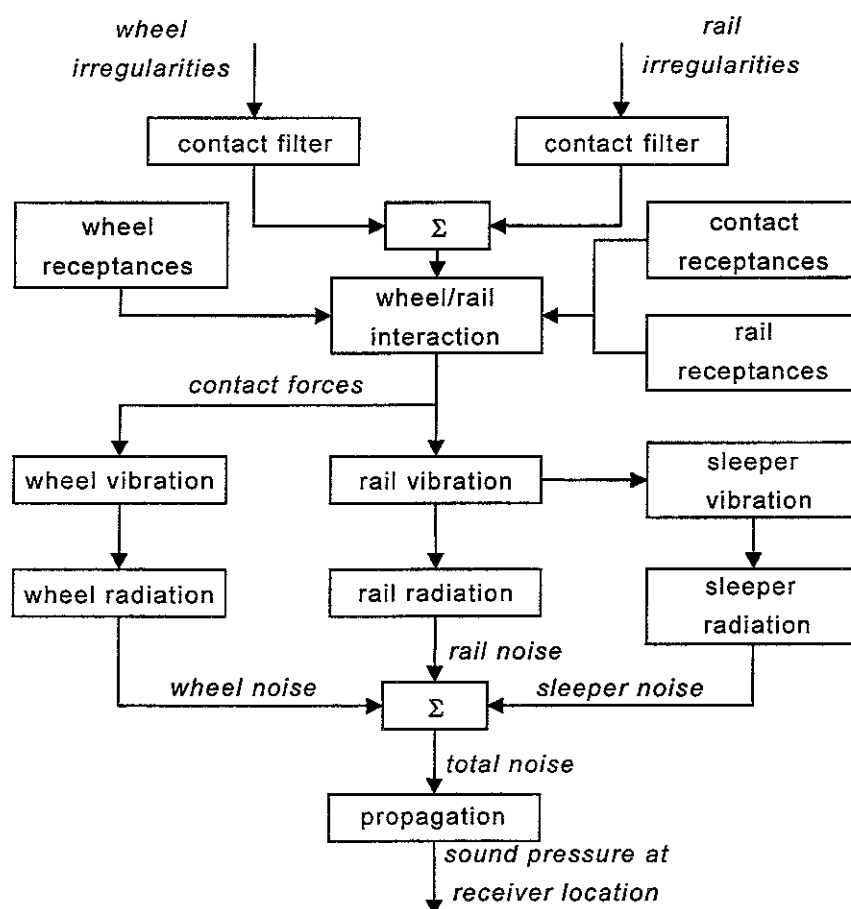 wheel
irregularities
rail
irregularities
contact filter
contact filter
wheel
receptances
Σ
contact
receptances
wheel/rail
interaction
rail
receptances
contact forces
wheel vibration
rail vibration
sleeper
vibration
wheel radiation
rail radiation
sleeper
radiation
rail noise
wheel noise
Σ
sleeper noise
total noise
propagation
sound pressure at
receiver location